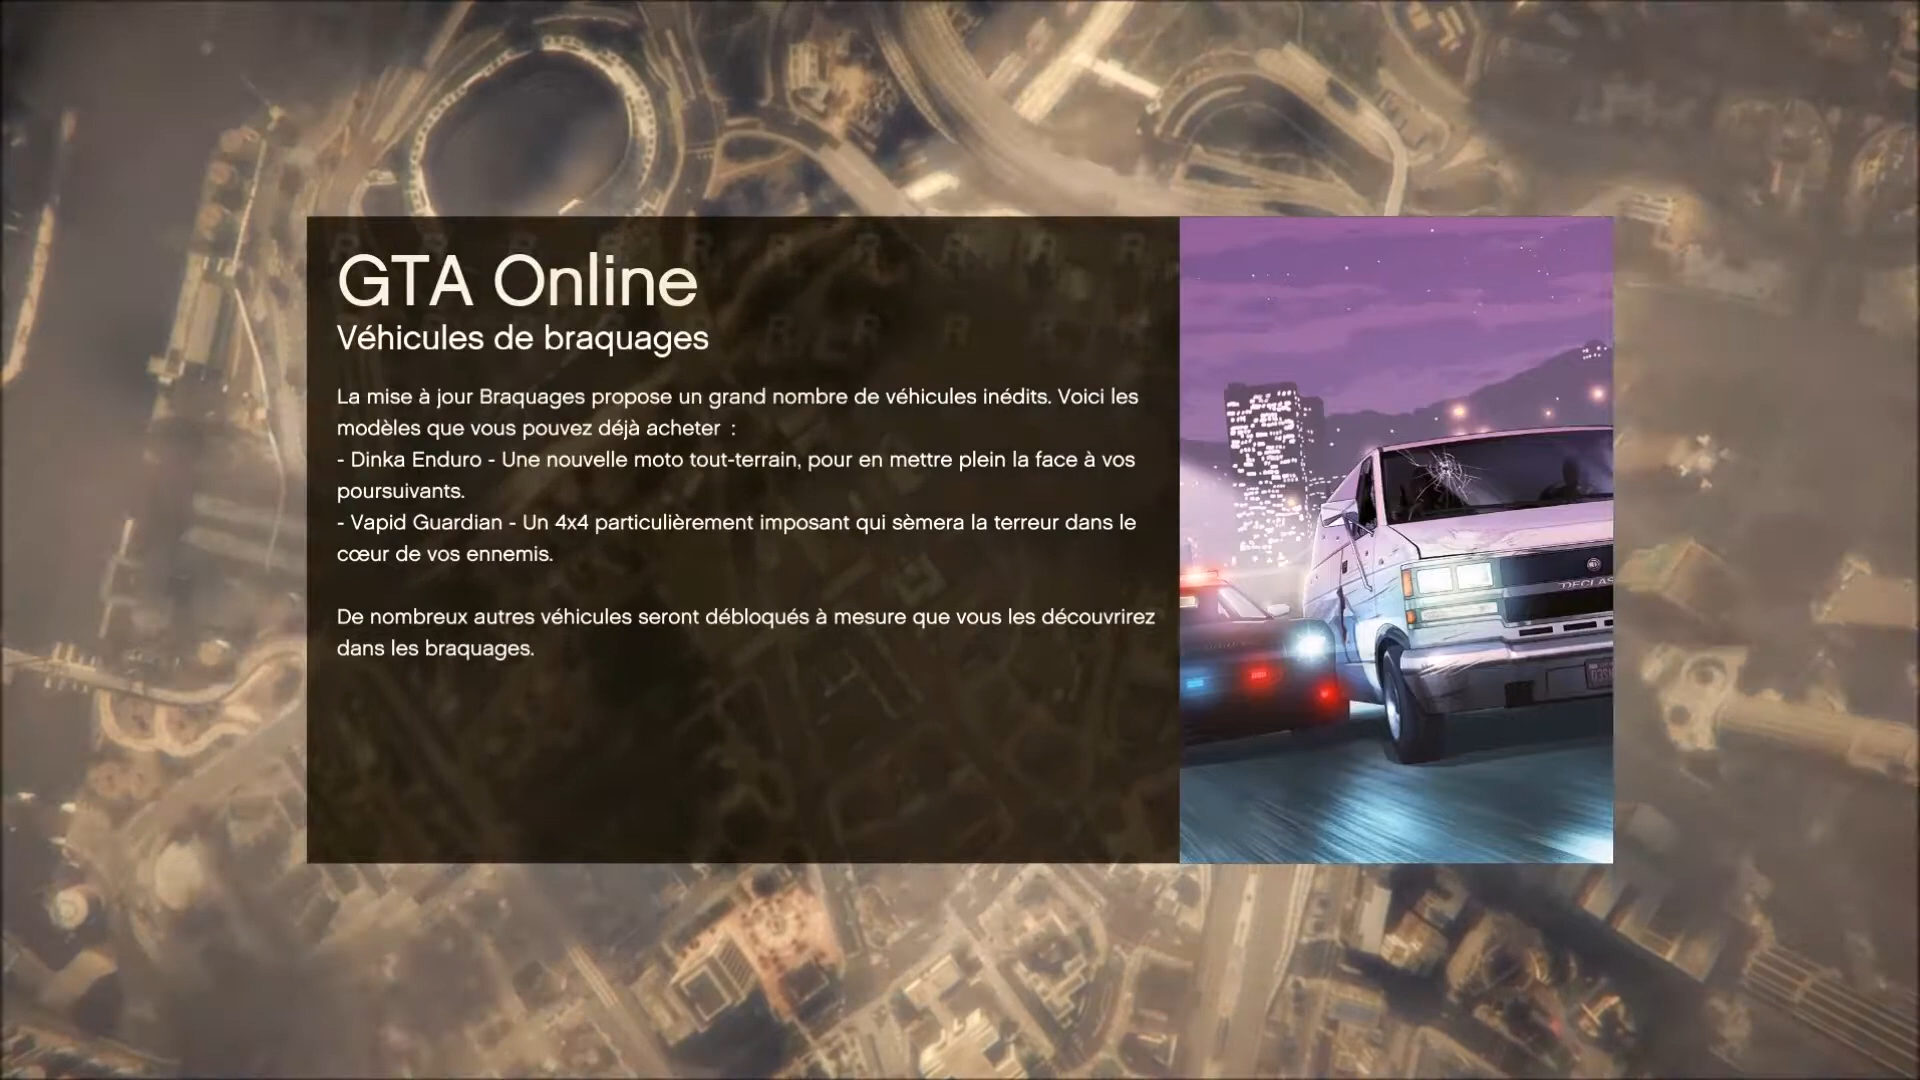 GTA Online
Véhicules de braquages
La mise à jour Braquages propose un grand nombre de véhicules inédits. Voici les
modèles que vous pouvez déjà acheter :
- Dinka Enduro - Une nouvelle moto tout-terrain, pour en mettre plein la face à vos
poursuivants.
- Vapid Guardian - Un 4x4 particulièrement imposant qui sèmera la terreur dans le
cœur de vos ennemis.
De nombreux autres véhicules seront débloqués à mesure que vous les découvrirez
dans les braquages.
DECLAS